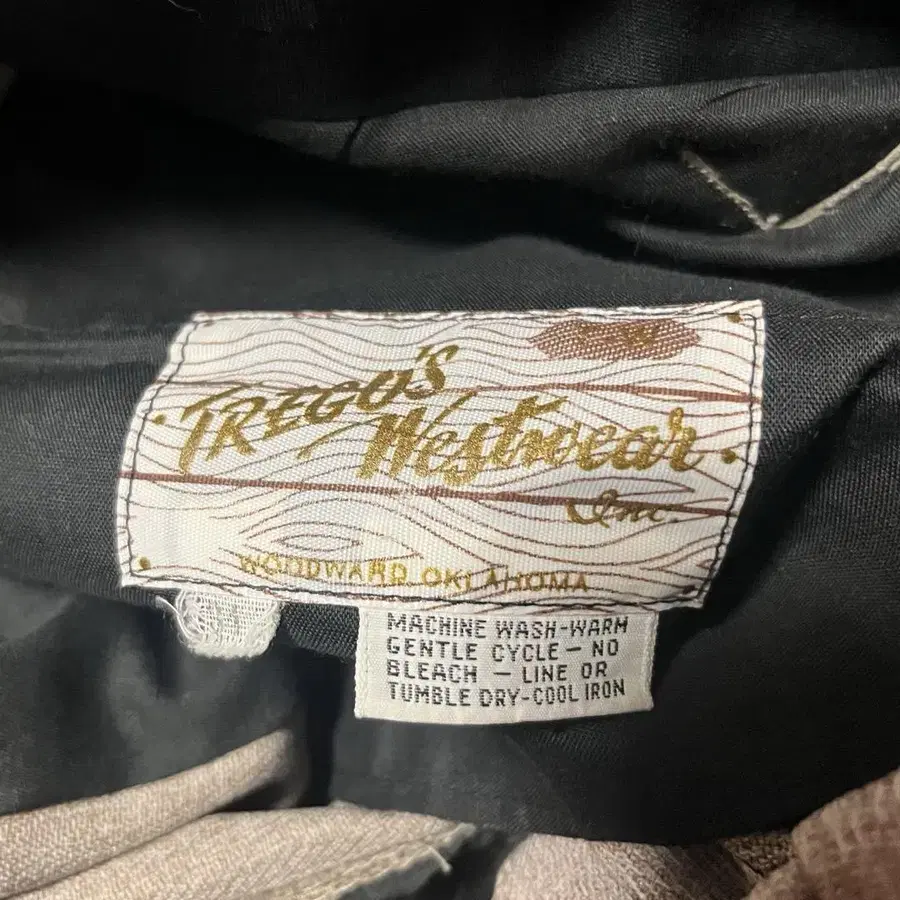 TREGO'S
Westwear
Inc.
WOODWARD, OKLAHOMA
MACHINE WASH-WARM
GENTLE CYCLE - NO
BLEACH - LINE OR
TUMBLE DRY-COOL IRON